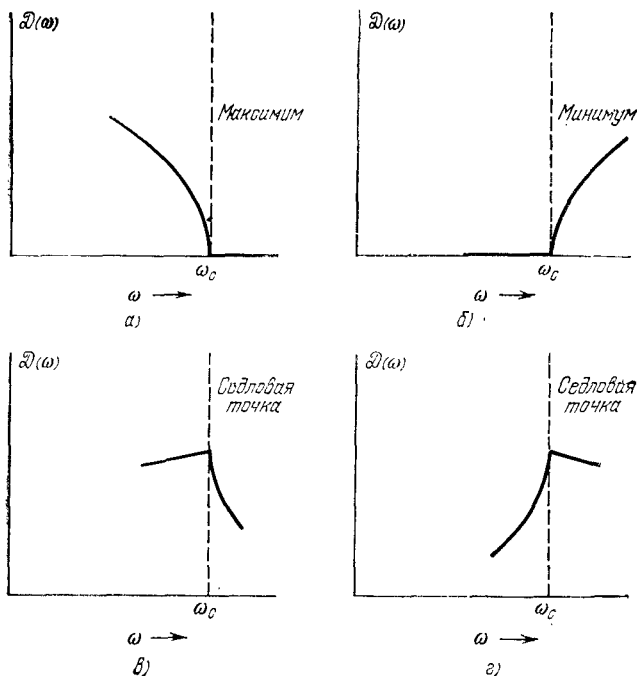 𝒟(ω)
Максимим
ω_c
ω →
а)
𝒟(ω)
Минимум
ω_c
ω →
б)
𝒟(ω)
Седловая
точка
ω_c
ω →
в)
𝒟(ω)
Седловая
точка
ω_c
ω →
г)